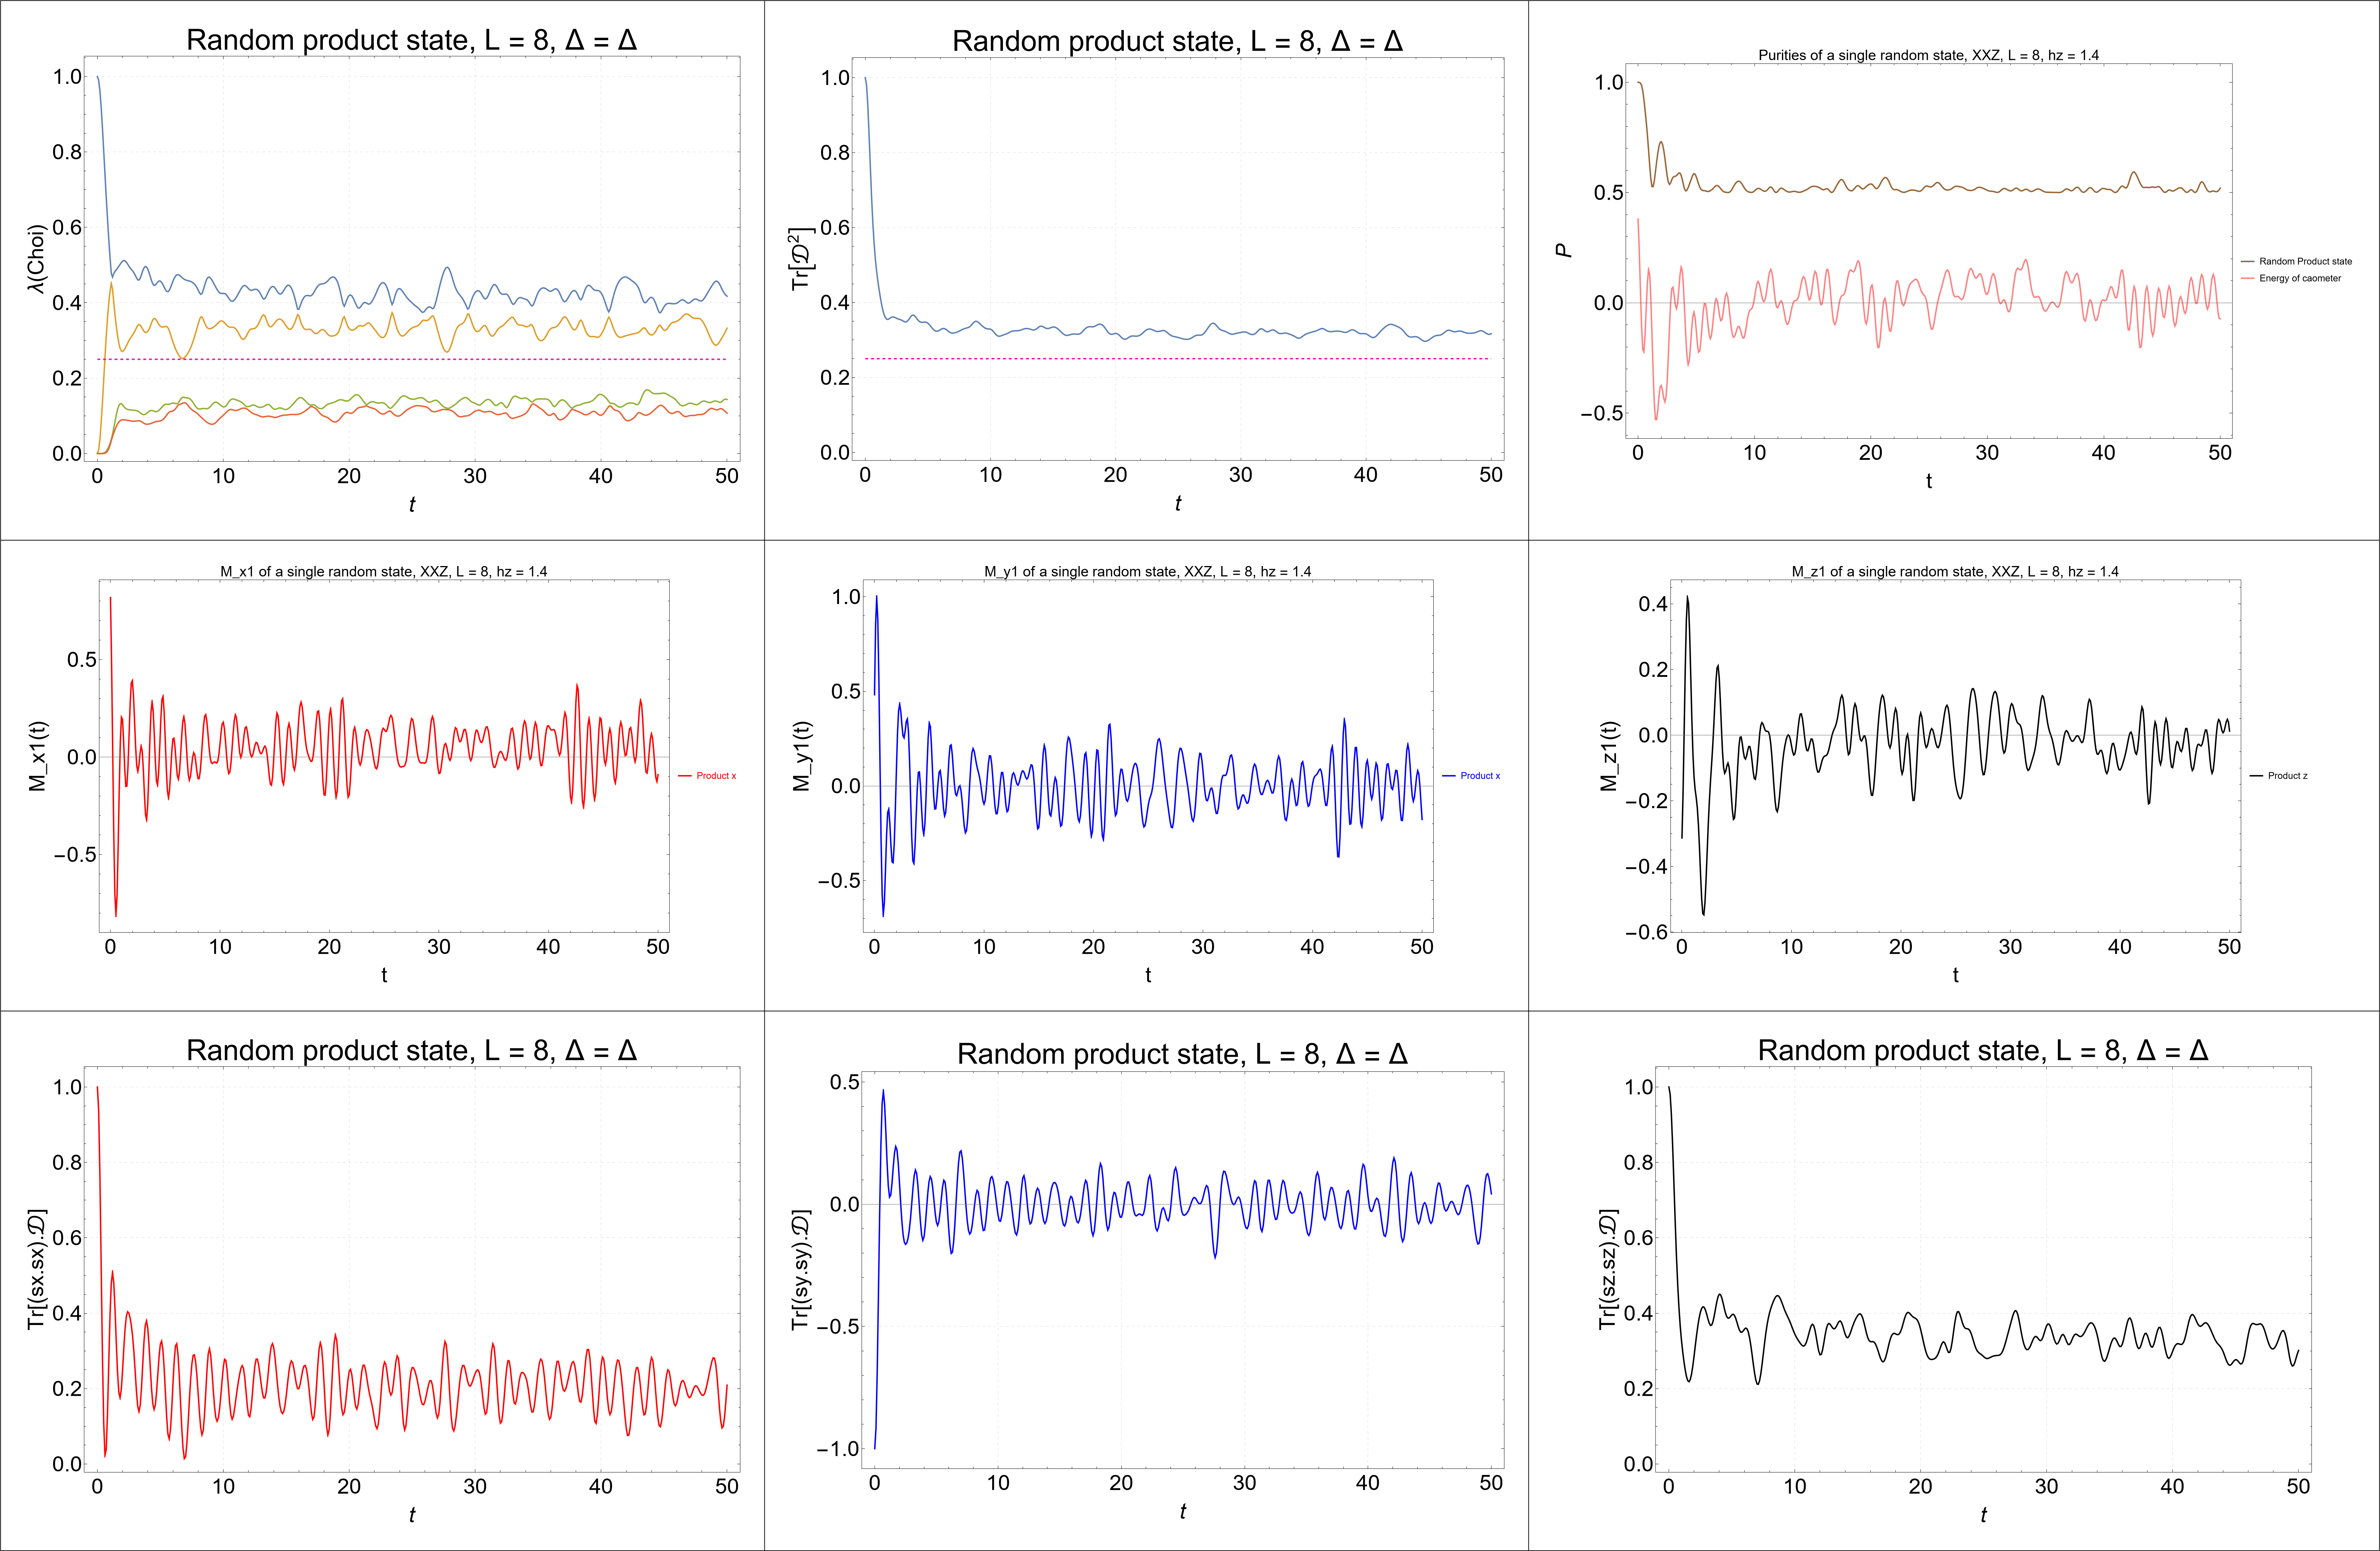 Random product state, L = 8, Δ = Δ
λ(Choi)
1.0
0.8
0.6
0.4
0.2
0.0
0 10 20 30 40 50
t
Random product state, L = 8, Δ = Δ
Tr[𝒟²]
1.0
0.8
0.6
0.4
0.2
0.0
0 10 20 30 40 50
t
Purities of a single random state, XXZ, L = 8, hz = 1.4
P
1.0
0.5
0.0
−0.5
0 10 20 30 40 50
t
Random Product state
Energy of caometer
M_x1 of a single random state, XXZ, L = 8, hz = 1.4
M_x1(t)
0.5
0.0
−0.5
0 10 20 30 40 50
t
Product x
M_y1 of a single random state, XXZ, L = 8, hz = 1.4
M_y1(t)
1.0
0.5
0.0
−0.5
0 10 20 30 40 50
t
Product x
M_z1 of a single random state, XXZ, L = 8, hz = 1.4
M_z1(t)
0.4
0.2
0.0
−0.2
−0.4
−0.6
0 10 20 30 40 50
t
Product z
Random product state, L = 8, Δ = Δ
Tr[(sx.sx).𝒟]
1.0
0.8
0.6
0.4
0.2
0.0
0 10 20 30 40 50
t
Random product state, L = 8, Δ = Δ
Tr[(sy.sy).𝒟]
0.5
0.0
−0.5
−1.0
0 10 20 30 40 50
t
Random product state, L = 8, Δ = Δ
Tr[(sz.sz).𝒟]
1.0
0.8
0.6
0.4
0.2
0.0
0 10 20 30 40 50
t